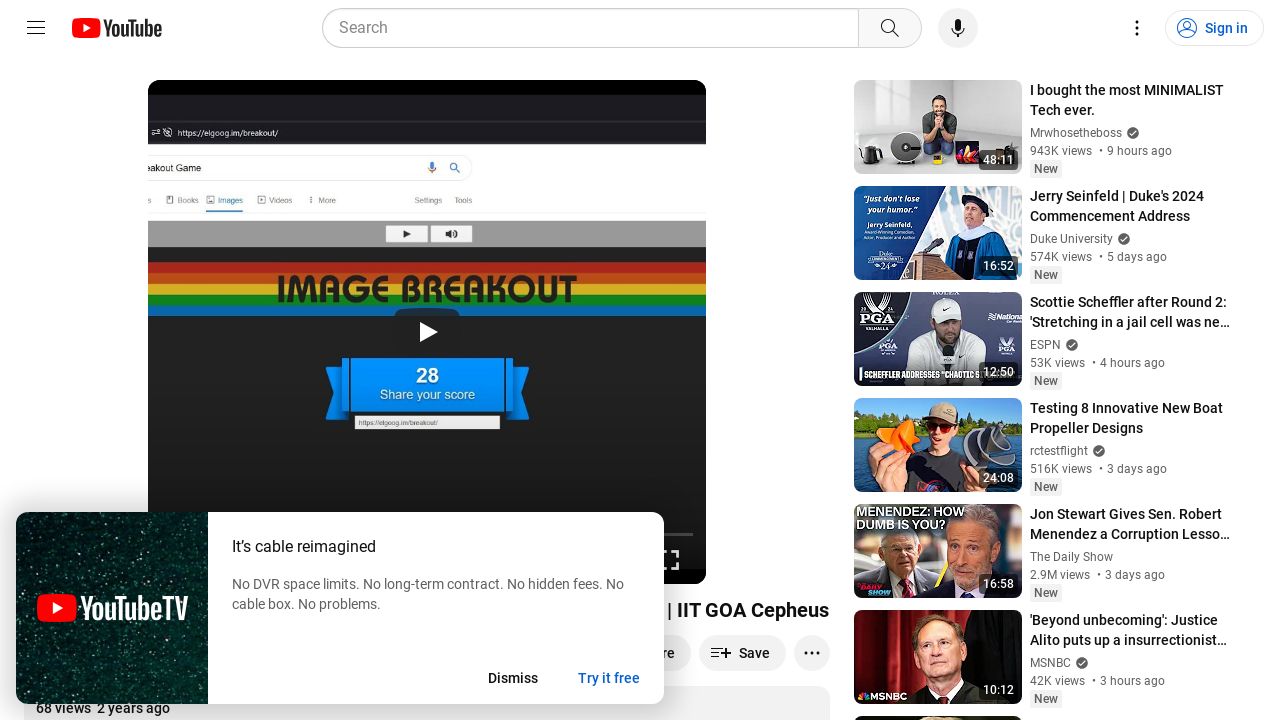 YouTube
Search
Sign in
https://elgoog.im/breakout/
eakout Game
Books
Images
Videos
More
Settings
Tools
IMAGE BREAKOUT
28
Share your score
https://elgoog.im/breakout/
It’s cable reimagined
No DVR space limits. No long-term contract. No hidden fees. No
cable box. No problems.
YouTubeTV
Dismiss
Try it free
| IIT GOA Cepheus
re
Save
68 views 2 years ago
48:11
I bought the most MINIMALIST
Tech ever.
Mrwhosetheboss
943K views • 9 hours ago
New
"Just don't lose
your humor."
Jerry Seinfeld,
Duke
24
16:52
Jerry Seinfeld | Duke's 2024
Commencement Address
Duke University
574K views • 5 days ago
New
ROLEX
PGA
VALHALLA
PGA
SCHEFFLER ADDRESSES "CHAOTIC S
12:50
Scottie Scheffler after Round 2:
'Stretching in a jail cell was ne...
ESPN
53K views • 4 hours ago
New
24:08
Testing 8 Innovative New Boat
Propeller Designs
rctestflight
516K views • 3 days ago
New
MENENDEZ: HOW
DUMB IS YOU?
THE DAILY SHOW
16:58
Jon Stewart Gives Sen. Robert
Menendez a Corruption Lesso...
The Daily Show
2.9M views • 3 days ago
New
MSNBC
10:12
'Beyond unbecoming': Justice
Alito puts up a insurrectionist...
MSNBC
42K views • 3 hours ago
New